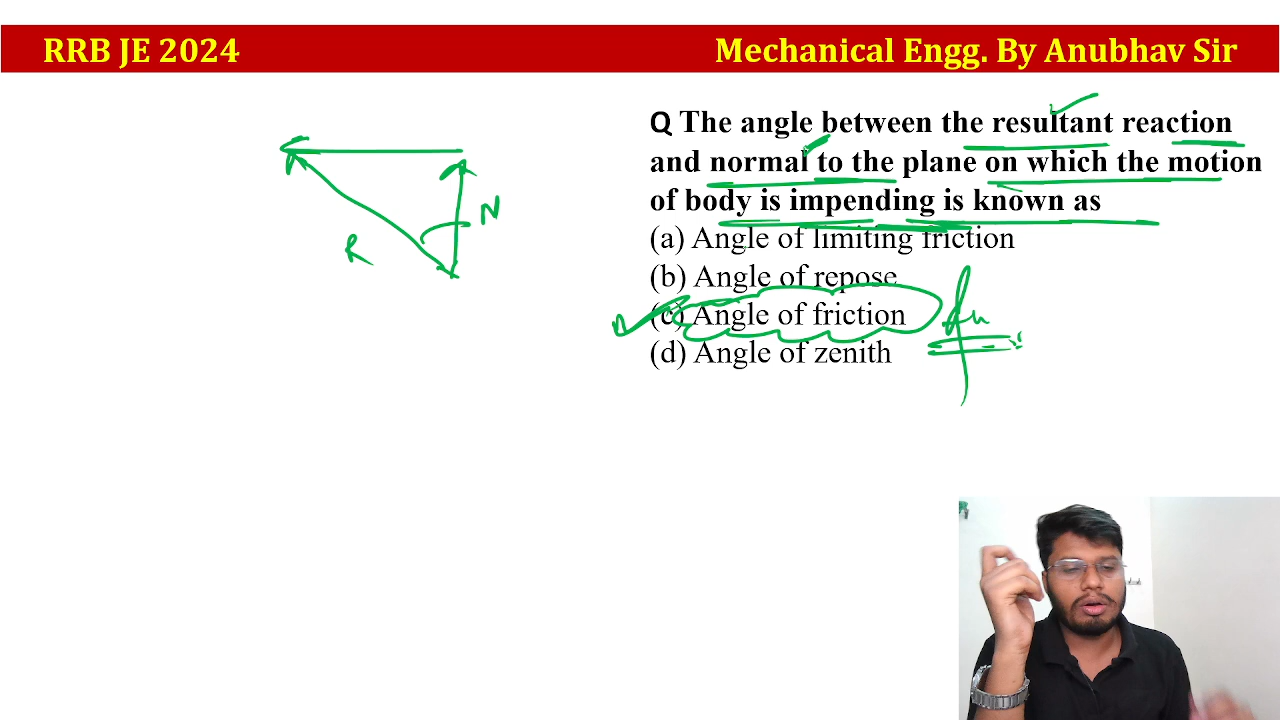 RRB JE 2024
Mechanical Engg. By Anubhav Sir
Q The angle between the resultant reaction
and normal to the plane on which the motion
of body is impending is known as
(a) Angle of limiting friction
(b) Angle of repose
(c) Angle of friction
(d) Angle of zenith
N
R